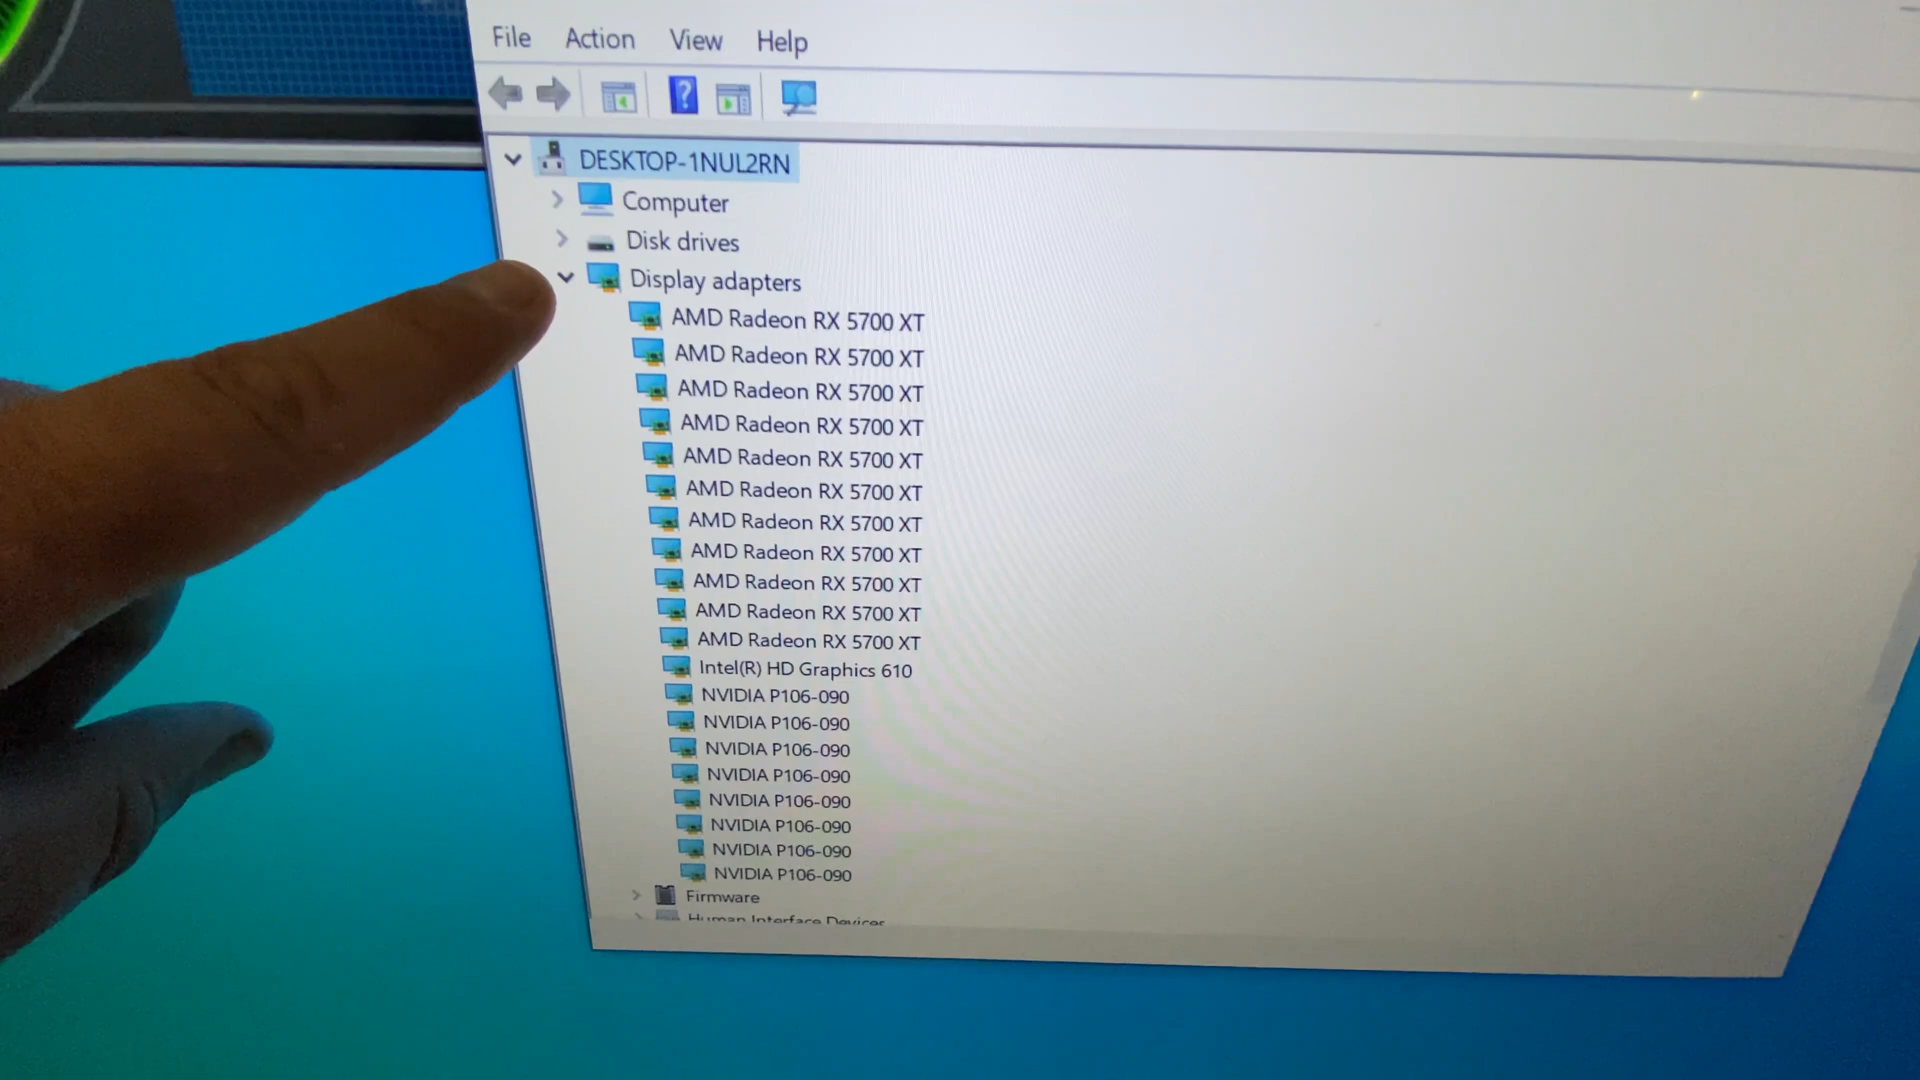 File Action View Help
?
DESKTOP-1NUL2RN
Computer
Disk drives
Display adapters
AMD Radeon RX 5700 XT
AMD Radeon RX 5700 XT
AMD Radeon RX 5700 XT
AMD Radeon RX 5700 XT
AMD Radeon RX 5700 XT
AMD Radeon RX 5700 XT
AMD Radeon RX 5700 XT
AMD Radeon RX 5700 XT
AMD Radeon RX 5700 XT
AMD Radeon RX 5700 XT
AMD Radeon RX 5700 XT
Intel(R) HD Graphics 610
NVIDIA P106-090
NVIDIA P106-090
NVIDIA P106-090
NVIDIA P106-090
NVIDIA P106-090
NVIDIA P106-090
NVIDIA P106-090
NVIDIA P106-090
Firmware
Human Interface Devices